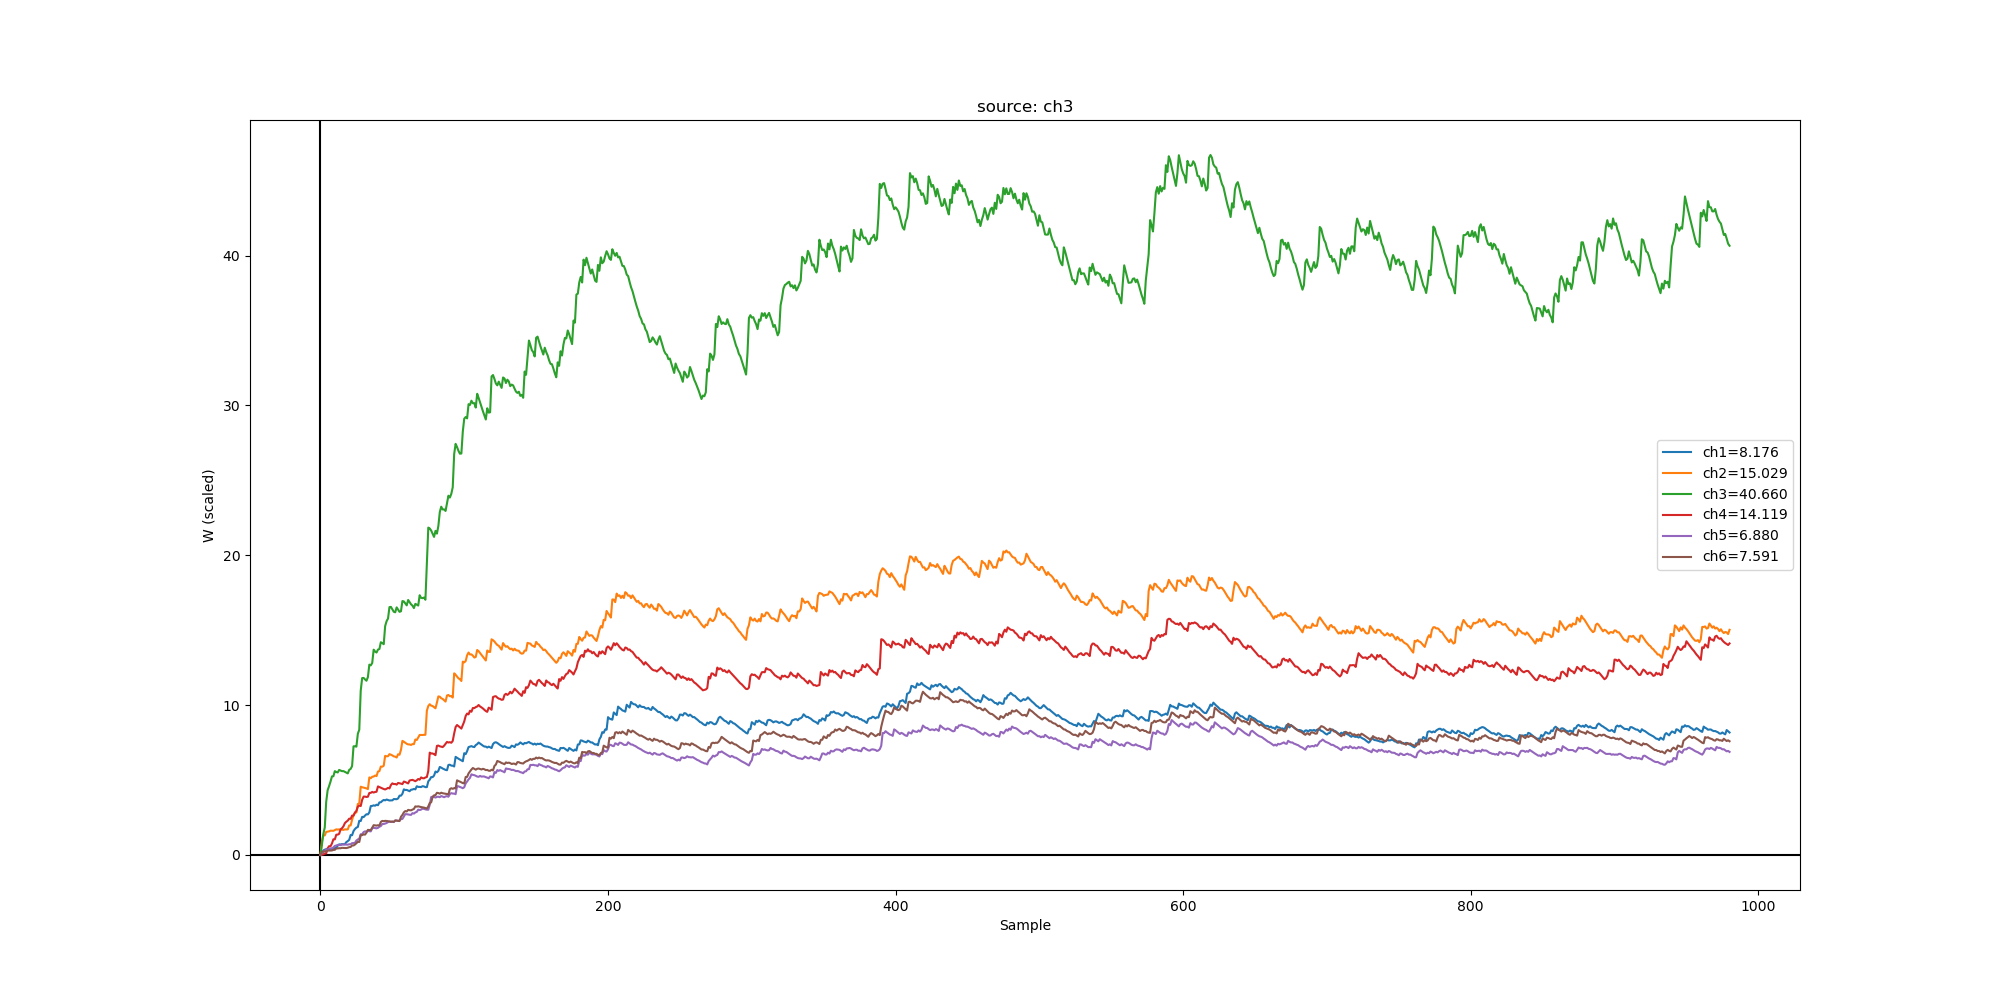 source: ch3
W (scaled)
40
30
20
10
0
0 200 400 600 800 1000
Sample
ch1=8.176
ch2=15.029
ch3=40.660
ch4=14.119
ch5=6.880
ch6=7.591